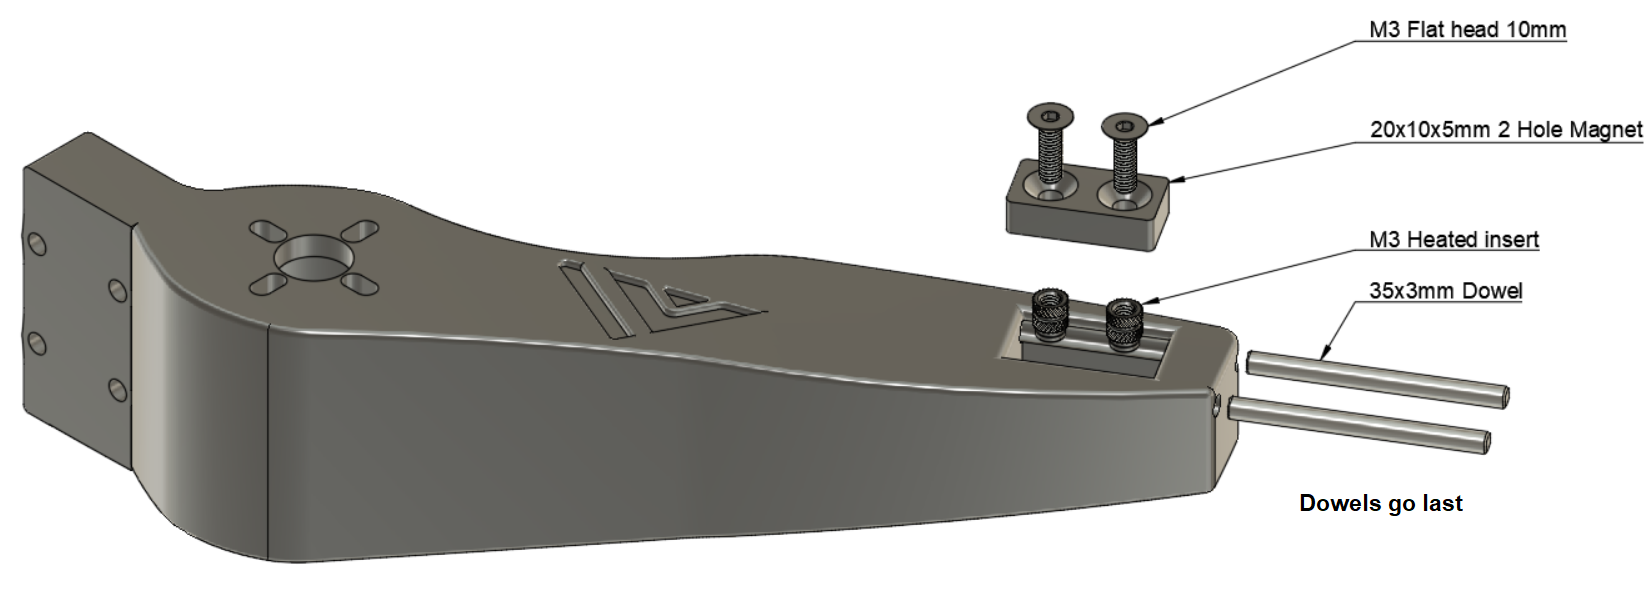 M3 Flat head 10mm
20x10x5mm 2 Hole Magnet
M3 Heated insert
35x3mm Dowel
Dowels go last